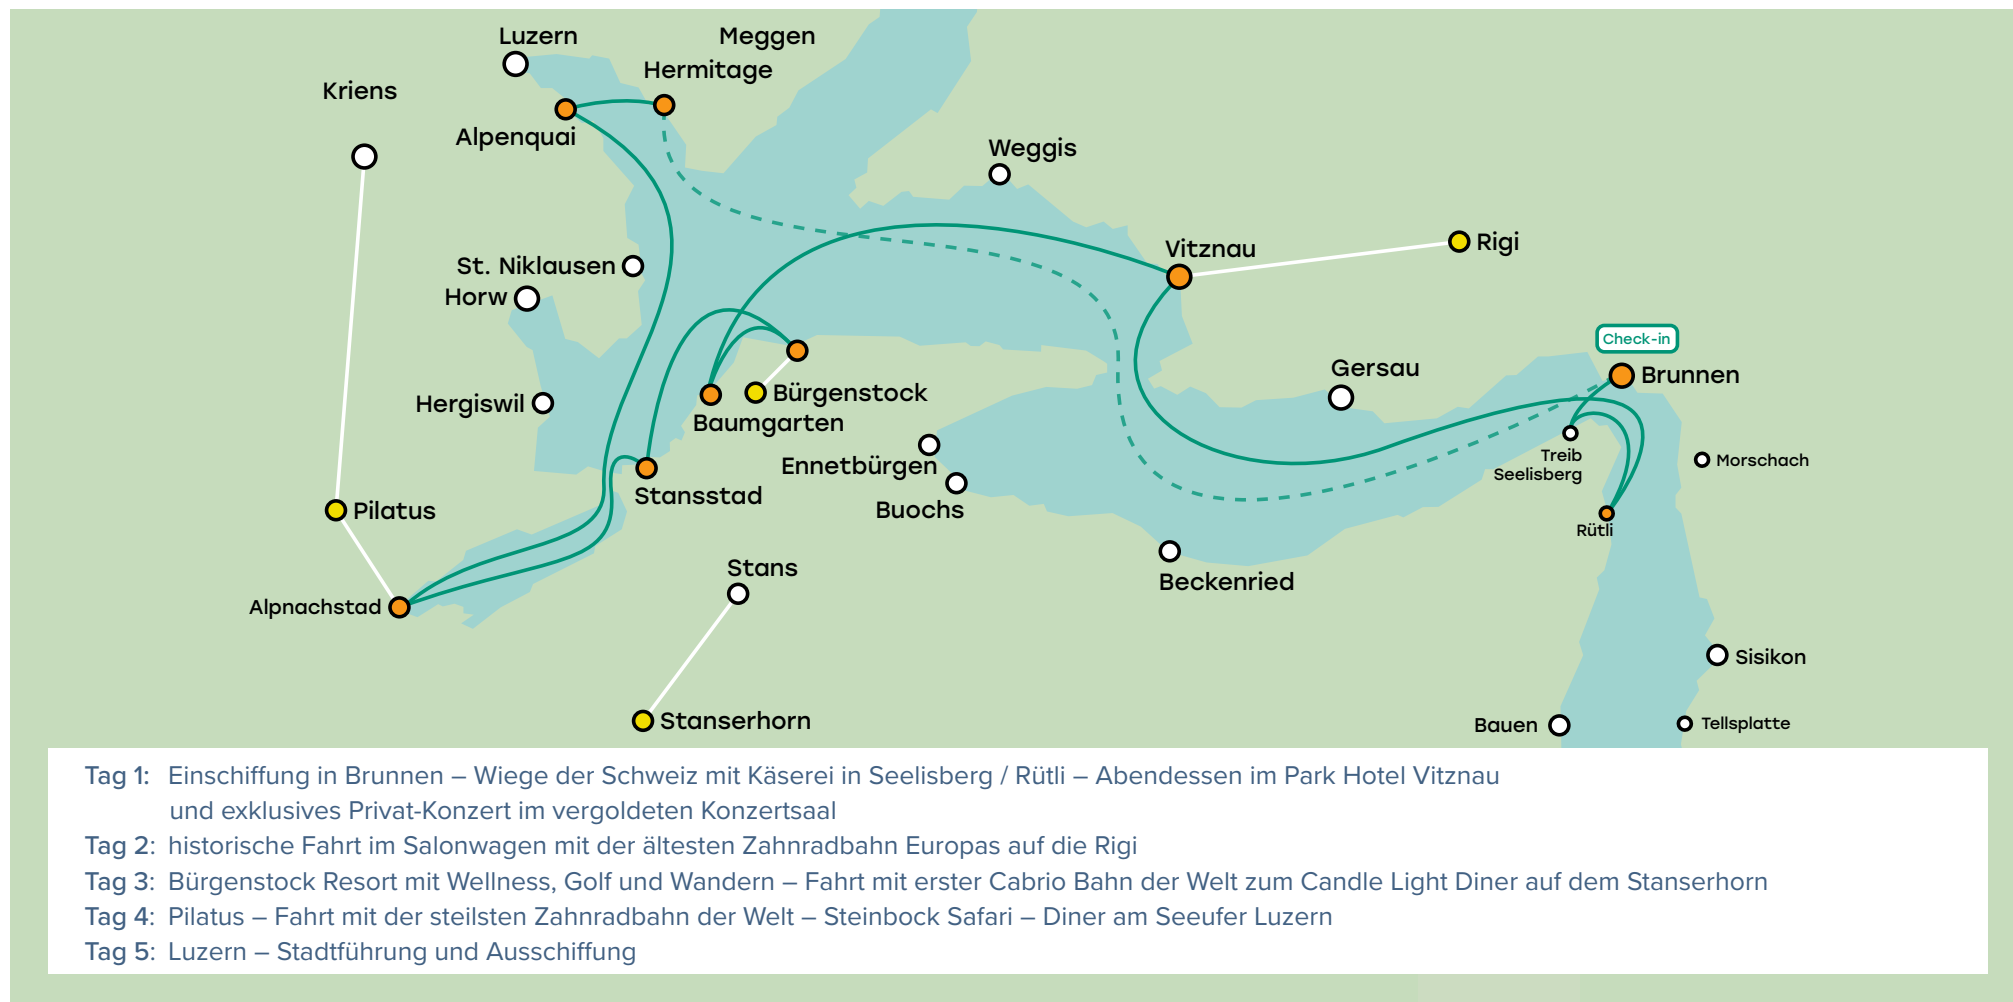 Luzern
Meggen
Hermitage
Kriens
Alpenquai
Weggis
Vitznau
Rigi
St. Niklausen
Horw
Check-in
Gersau
Brunnen
Bürgenstock
Hergiswil
Baumgarten
Treib
Seelisberg
Morschach
Ennetbürgen
Stansstad
Buochs
Pilatus
Rütli
Stans
Beckenried
Alpnachstad
Sisikon
Stanserhorn
Bauen
Tellsplatte
Tag 1: Einschiffung in Brunnen – Wiege der Schweiz mit Käserei in Seelisberg / Rütli – Abendessen im Park Hotel Vitznau
und exklusives Privat-Konzert im vergoldeten Konzertsaal
Tag 2: historische Fahrt im Salonwagen mit der ältesten Zahnradbahn Europas auf die Rigi
Tag 3: Bürgenstock Resort mit Wellness, Golf und Wandern – Fahrt mit erster Cabrio Bahn der Welt zum Candle Light Diner auf dem Stanserhorn
Tag 4: Pilatus – Fahrt mit der steilsten Zahnradbahn der Welt – Steinbock Safari – Diner am Seeufer Luzern
Tag 5: Luzern – Stadtführung und Ausschiffung